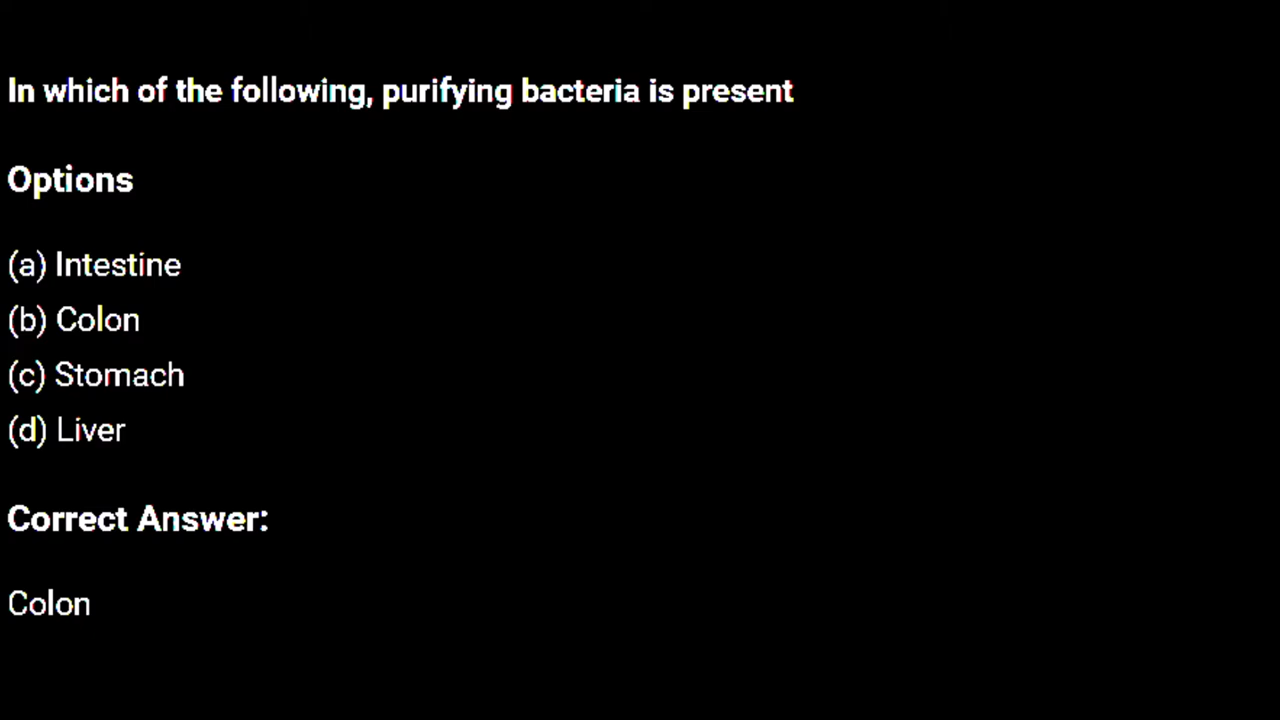 In which of the following, purifying bacteria is present
Options
(a) Intestine
(b) Colon
(c) Stomach
(d) Liver
Correct Answer:
Colon